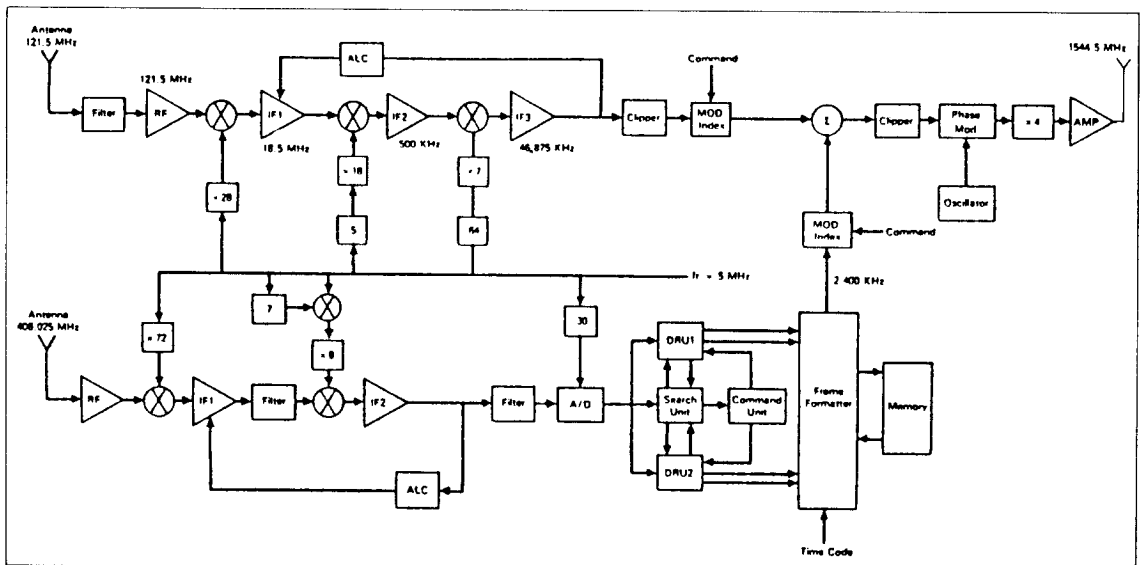 Antenna
121.5 MHz
1544.5 MHz
ALC
Command
121.5 MHz
Filter
RF
IF1
IF2
IF3
Clipper
MOD
Index
Σ
Clipper
Phase
Mod
× 4
AMP
18.5 MHz
500 KHz
46,875 KHz
× 28
× 18
× 7
Oscillator
5
64
MOD
Index
Command
fr = 5 MHz
2 400 KHz
Antenna
408.025 MHz
× 72
7
× 8
30
RF
IF1
Filter
IF2
Filter
A/D
DRU1
Search
Unit
Command
Unit
DRU2
Frame
Formatter
Memory
ALC
Time Code